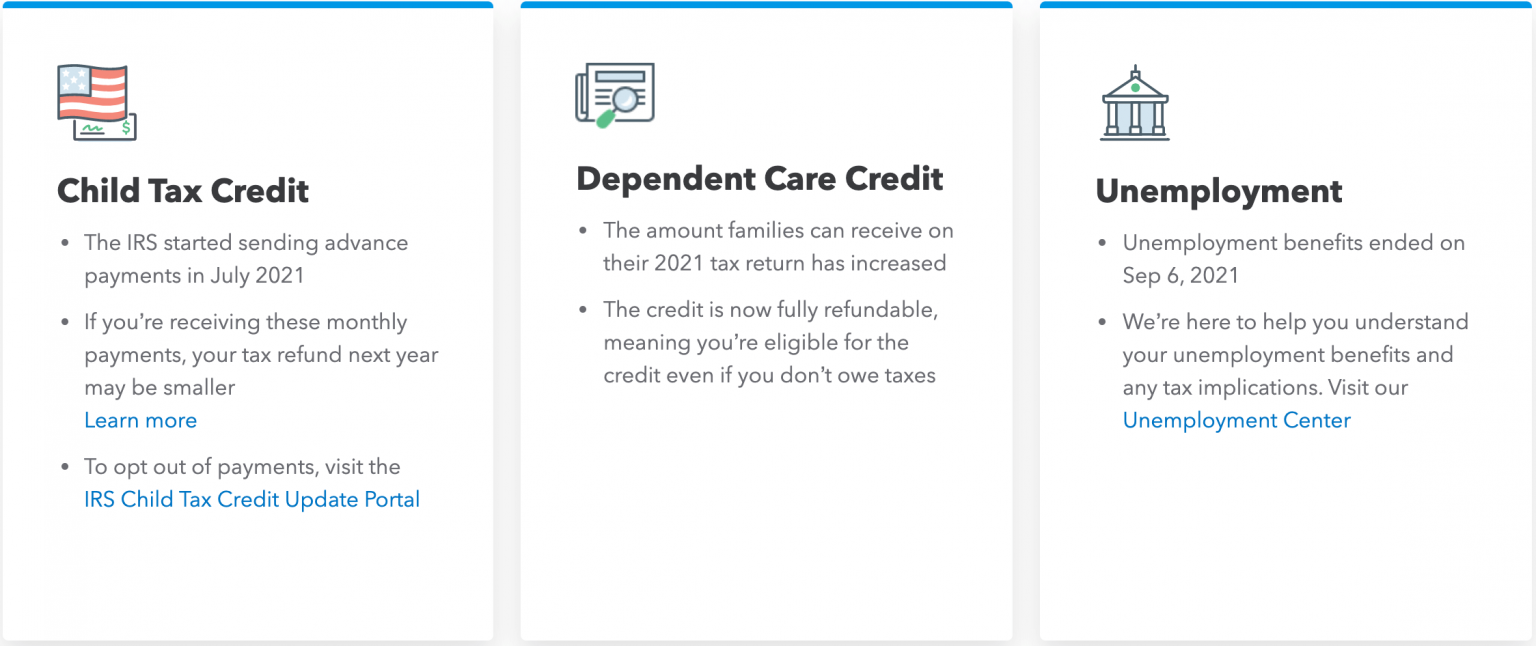 Child Tax Credit
• The IRS started sending advance
payments in July 2021
• If you’re receiving these monthly
payments, your tax refund next year
may be smaller
Learn more
• To opt out of payments, visit the
IRS Child Tax Credit Update Portal
Dependent Care Credit
• The amount families can receive on
their 2021 tax return has increased
• The credit is now fully refundable,
meaning you’re eligible for the
credit even if you don’t owe taxes
Unemployment
• Unemployment benefits ended on
Sep 6, 2021
• We’re here to help you understand
your unemployment benefits and
any tax implications. Visit our
Unemployment Center